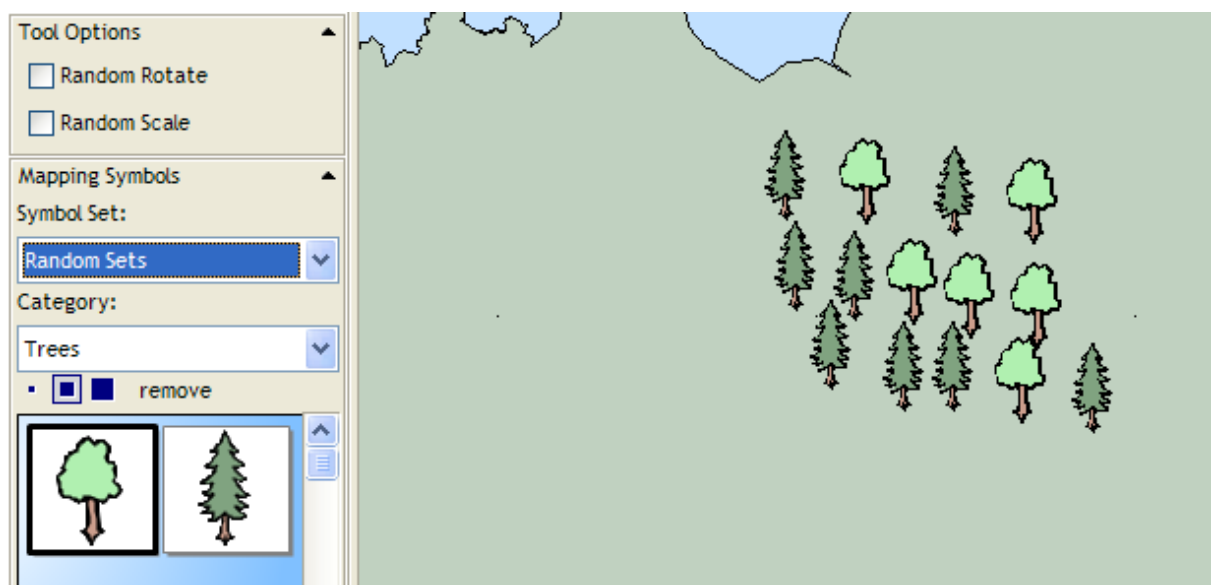 Tool Options
Random Rotate
Random Scale
Mapping Symbols
Symbol Set:
Random Sets
Category:
Trees
remove